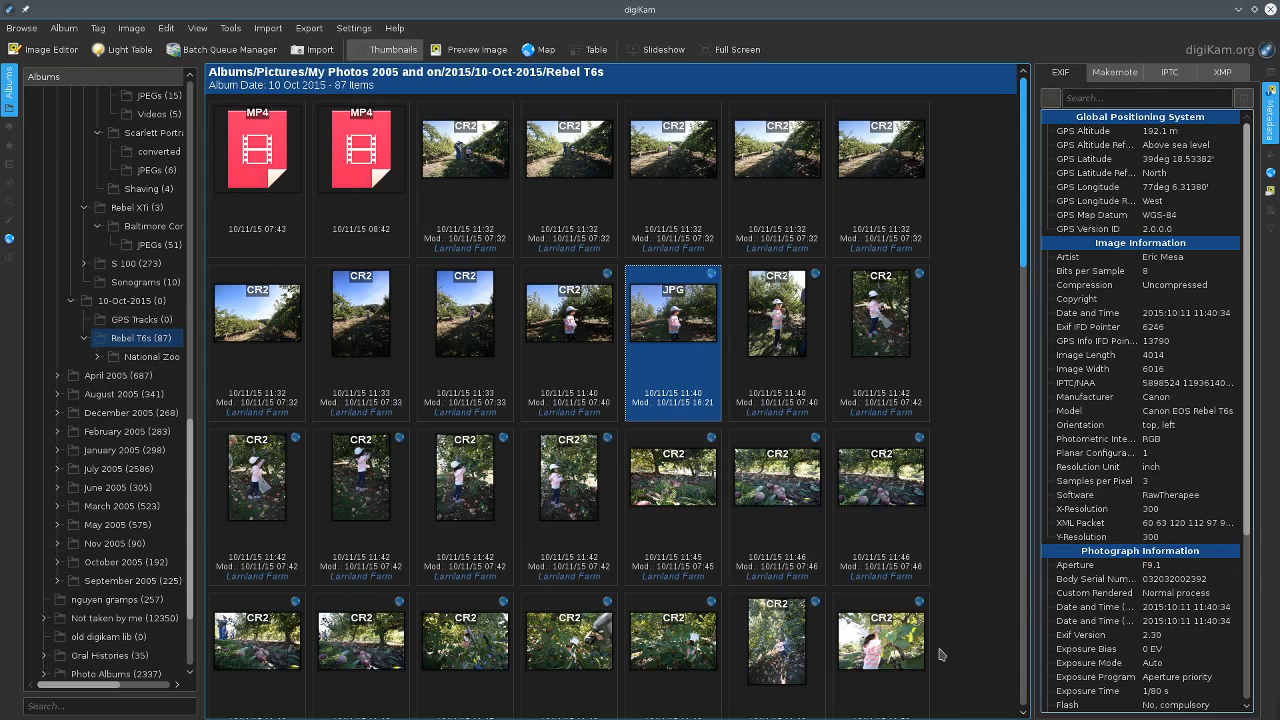 digiKam
Browse Album Tag Image Edit View Tools Import Export Settings Help
Image Editor Light Table Batch Queue Manager Import Thumbnails Preview Image Map Table Slideshow Full Screen digiKam.org
Albums
Albums
JPEGs (15)
Videos (5)
Scarlett Portra
converted
JPEGs (6)
Shaving (4)
Rebel XTi (3)
Baltimore Con
JPEGs (51)
S 100 (273)
Sonograms (10)
10-Oct-2015 (0)
GPS Tracks (0)
Rebel T6s (87)
National Zoo
April 2005 (687)
August 2005 (341)
December 2005 (268)
February 2005 (283)
January 2005 (298)
July 2005 (2586)
June 2005 (305)
March 2005 (523)
May 2005 (575)
Nov 2005 (90)
October 2005 (192)
September 2005 (225)
nguyen gramps (257)
Not taken by me (12350)
old digikam lib (0)
Oral Histories (35)
Photo Albums (2337)
Search...
Albums/Pictures/My Photos 2005 and on/2015/10-Oct-2015/Rebel T6s
Album Date: 10 Oct 2015 - 87 Items
MP4 MP4 CR2 CR2 CR2 CR2 CR2
10/11/15 07:43 10/11/15 08:42 10/11/15 11:32 10/11/15 11:32 10/11/15 11:32 10/11/15 11:32 10/11/15 11:32
Mod.. 10/11/15 07:32 Mod.. 10/11/15 07:32 Mod.. 10/11/15 07:32 Mod.. 10/11/15 07:32 Mod.. 10/11/15 07:32
Larriland Farm Larriland Farm Larriland Farm Larriland Farm Larriland Farm
CR2 CR2 CR2 CR2 JPG CR2 CR2
10/11/15 11:32 10/11/15 11:33 10/11/15 11:33 10/11/15 11:40 10/11/15 11:40 10/11/15 11:40 10/11/15 11:42
Mod.. 10/11/15 07:32 Mod.. 10/11/15 07:33 Mod.. 10/11/15 07:33 Mod.. 10/11/15 07:40 Mod.. 10/11/15 16:21 Mod.. 10/11/15 07:40 Mod.. 10/11/15 07:42
Larriland Farm Larriland Farm Larriland Farm Larriland Farm Larriland Farm Larriland Farm
CR2 CR2 CR2 CR2 CR2 CR2 CR2
10/11/15 11:42 10/11/15 11:42 10/11/15 11:42 10/11/15 11:42 10/11/15 11:45 10/11/15 11:46 10/11/15 11:46
Mod.. 10/11/15 07:42 Mod.. 10/11/15 07:42 Mod.. 10/11/15 07:42 Mod.. 10/11/15 07:42 Mod.. 10/11/15 07:45 Mod.. 10/11/15 07:46 Mod.. 10/11/15 07:46
Larriland Farm Larriland Farm Larriland Farm Larriland Farm Larriland Farm Larriland Farm Larriland Farm
CR2 CR2 CR2 CR2 CR2 CR2 CR2
EXIF Makernote IPTC XMP
Search...
Metadata
Global Positioning System
GPS Altitude 192.1 m
GPS Altitude Ref... Above sea level
GPS Latitude 39deg 18.53382'
GPS Latitude Ref... North
GPS Longitude 77deg 6.31380'
GPS Longitude R... West
GPS Map Datum WGS-84
GPS Version ID 2.0.0.0
Image Information
Artist Eric Mesa
Bits per Sample 8
Compression Uncompressed
Copyright
Date and Time 2015:10:11 11:40:34
Exif IFD Pointer 6246
GPS Info IFD Poin... 13790
Image Length 4014
Image Width 6016
IPTC/NAA 5898524 11936140...
Manufacturer Canon
Model Canon EOS Rebel T6s
Orientation top, left
Photometric Inte... RGB
Planar Configura... 1
Resolution Unit inch
Samples per Pixel 3
Software RawTherapee
X-Resolution 300
XML Packet 60 63 120 112 97 9...
Y-Resolution 300
Photograph Information
Aperture F9.1
Body Serial Num... 032032002392
Custom Rendered Normal process
Date and Time (... 2015:10:11 11:40:34
Date and Time (... 2015:10:11 11:40:34
Exif Version 2.30
Exposure Bias 0 EV
Exposure Mode Auto
Exposure Program Aperture priority
Exposure Time 1/80 s
Flash No, compulsory